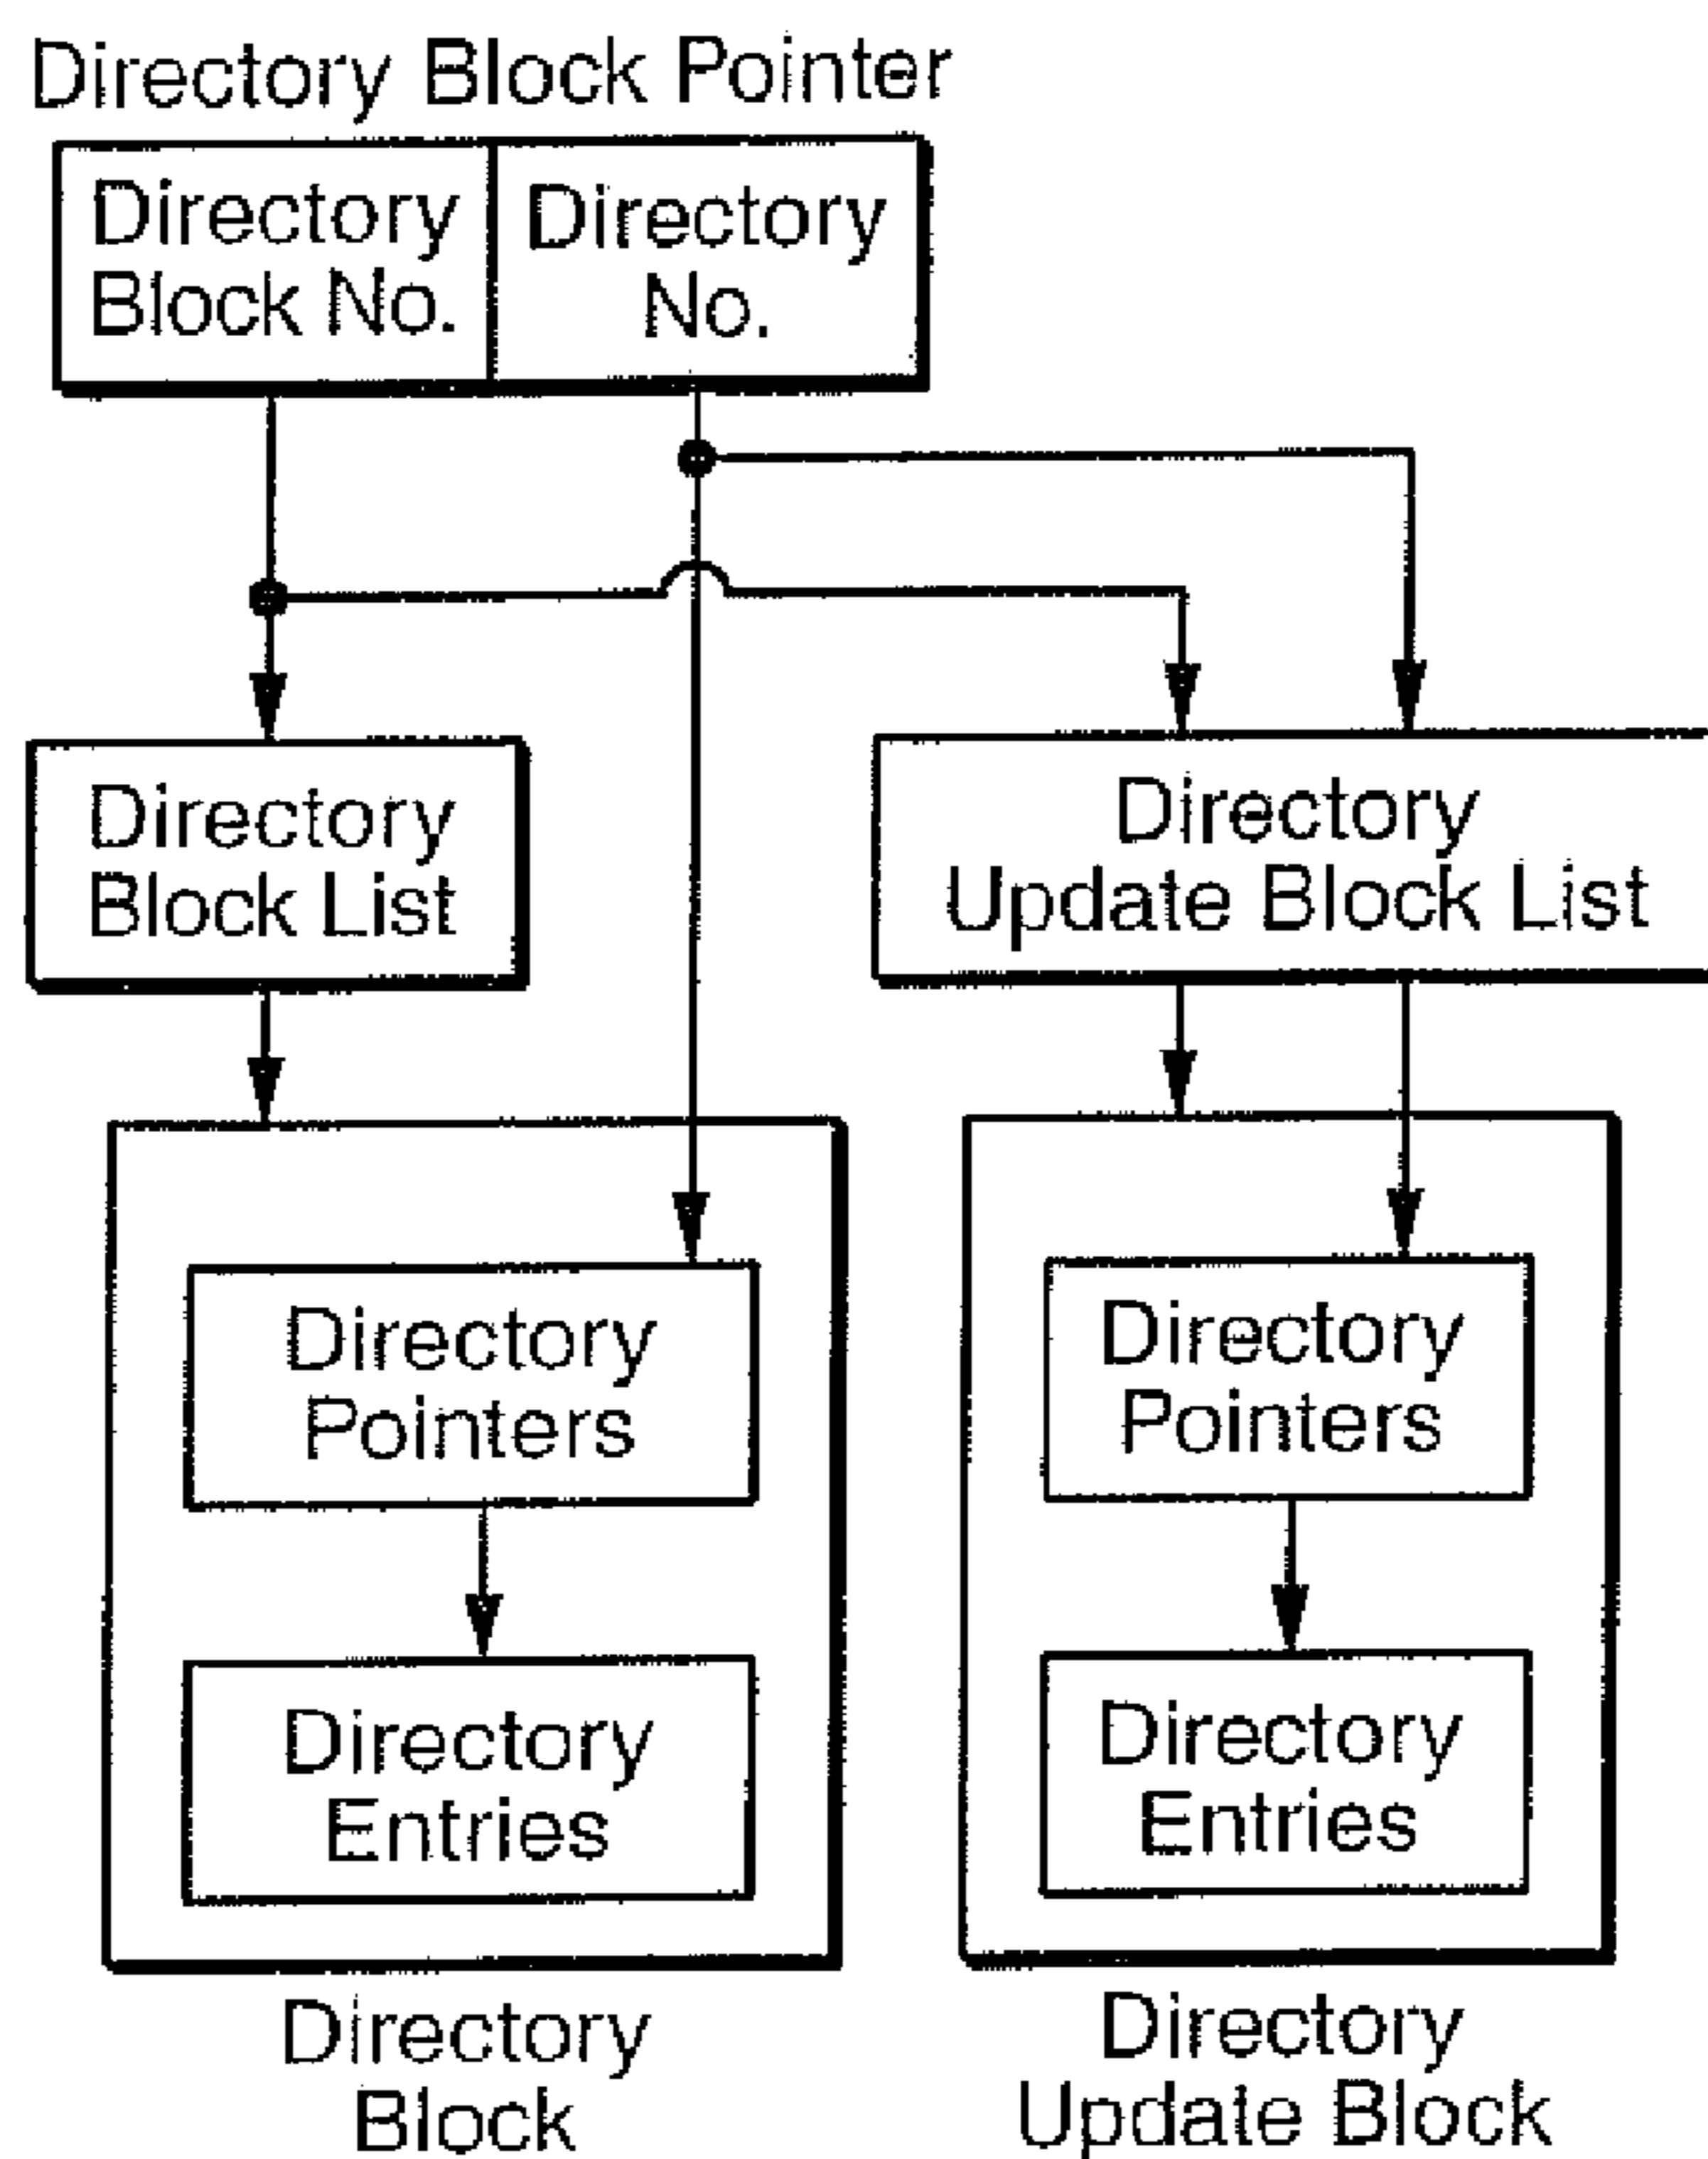 Directory Block Pointer
Directory
Block No.
Directory
No.
Directory
Block List
Directory
Update Block List
Directory
Pointers
Directory
Entries
Directory
Pointers
Directory
Entries
Directory
Block
Directory
Update Block